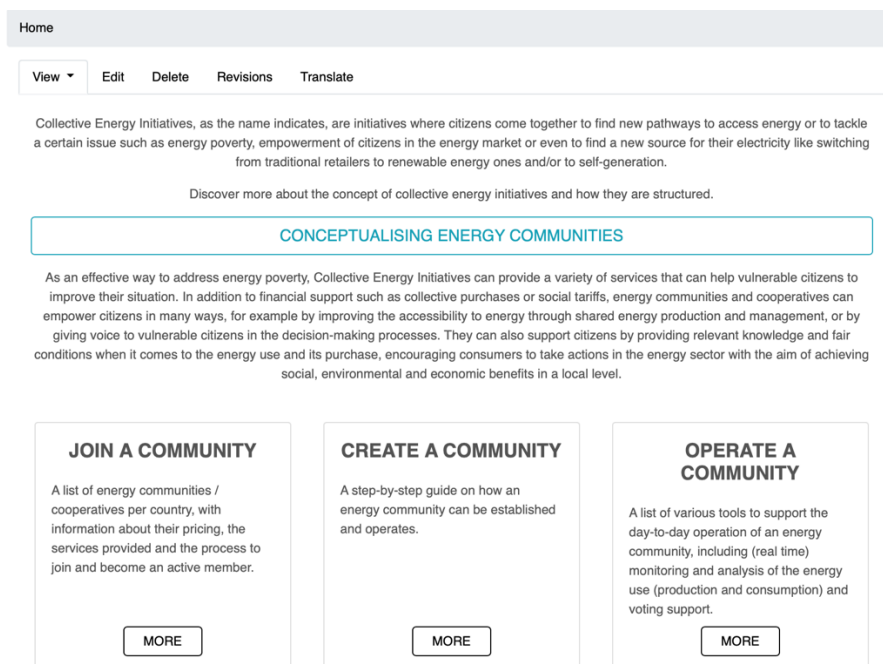 Home
View Edit Delete Revisions Translate
Collective Energy Initiatives, as the name indicates, are initiatives where citizens come together to find new pathways to access energy or to tackle
a certain issue such as energy poverty, empowerment of citizens in the energy market or even to find a new source for their electricity like switching
from traditional retailers to renewable energy ones and/or to self-generation.
Discover more about the concept of collective energy initiatives and how they are structured.
CONCEPTUALISING ENERGY COMMUNITIES
As an effective way to address energy poverty, Collective Energy Initiatives can provide a variety of services that can help vulnerable citizens to
improve their situation. In addition to financial support such as collective purchases or social tariffs, energy communities and cooperatives can
empower citizens in many ways, for example by improving the accessibility to energy through shared energy production and management, or by
giving voice to vulnerable citizens in the decision-making processes. They can also support citizens by providing relevant knowledge and fair
conditions when it comes to the energy use and its purchase, encouraging consumers to take actions in the energy sector with the aim of achieving
social, environmental and economic benefits in a local level.
JOIN A COMMUNITY
A list of energy communities /
cooperatives per country, with
information about their pricing, the
services provided and the process to
join and become an active member.
MORE
CREATE A COMMUNITY
A step-by-step guide on how an
energy community can be established
and operates.
MORE
OPERATE A
COMMUNITY
A list of various tools to support the
day-to-day operation of an energy
community, including (real time)
monitoring and analysis of the energy
use (production and consumption) and
voting support.
MORE